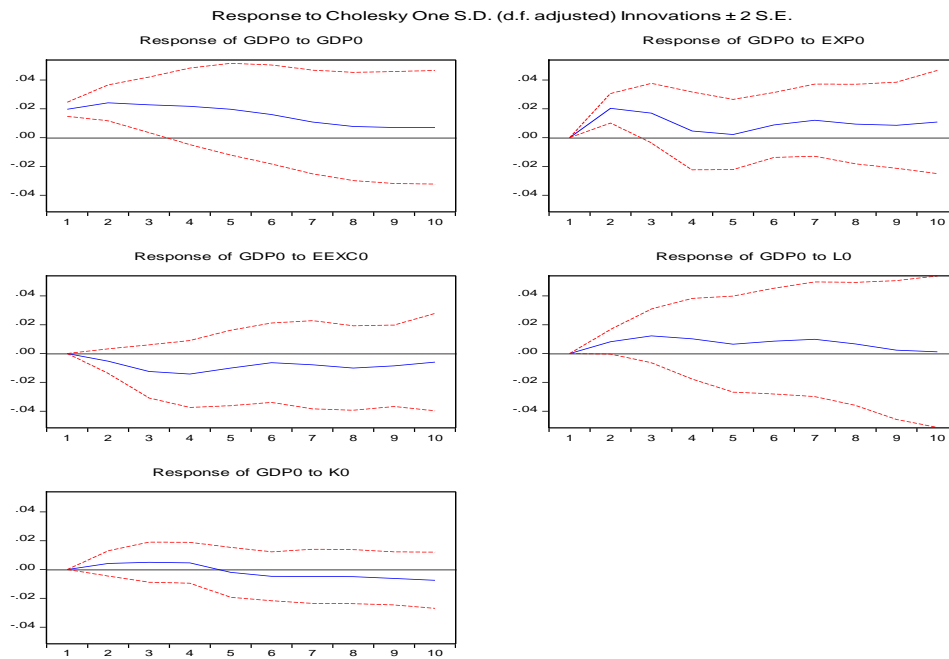 Response to Cholesky One S.D. (d.f. adjusted) Innovations ± 2 S.E.
Response of GDP0 to GDP0
.04
.02
.00
-.02
-.04
1 2 3 4 5 6 7 8 9 10
Response of GDP0 to EXP0
.04
.02
.00
-.02
-.04
1 2 3 4 5 6 7 8 9 10
Response of GDP0 to EEXC0
.04
.02
.00
-.02
-.04
1 2 3 4 5 6 7 8 9 10
Response of GDP0 to L0
.04
.02
.00
-.02
-.04
1 2 3 4 5 6 7 8 9 10
Response of GDP0 to K0
.04
.02
.00
-.02
-.04
1 2 3 4 5 6 7 8 9 10